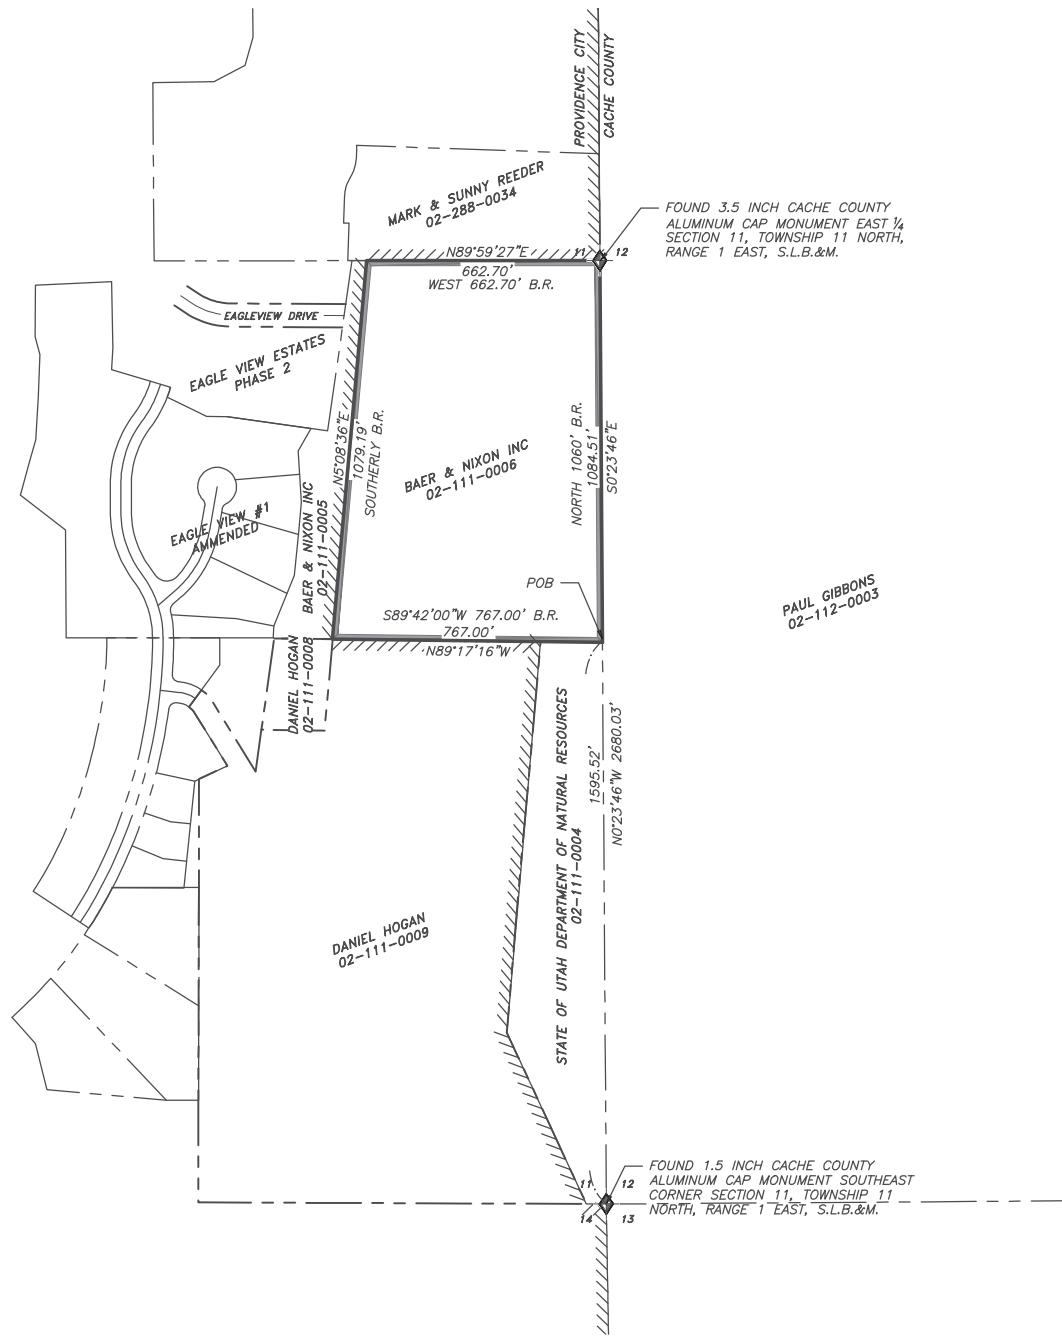 PROVIDENCE CITY
CACHE COUNTY
MARK & SUNNY REEDER
02-288-0034
FOUND 3.5 INCH CACHE COUNTY
ALUMINUM CAP MONUMENT EAST ¼
SECTION 11, TOWNSHIP 11 NORTH,
RANGE 1 EAST, S.L.B.&M.
N89°59'27"E
11
12
662.70'
WEST 662.70' B.R.
EAGLEVIEW DRIVE
EAGLE VIEW ESTATES
PHASE 2
N5°08'36"E
1079.19'
SOUTHERLY B.R.
BAER & NIXON INC
02-111-0006
NORTH 1060' B.R.
1084.51'
S0°23'46"E
EAGLE VIEW #1
AMMENDED
BAER & NIXON INC
02-111-0005
POB
PAUL GIBBONS
02-112-0003
S89°42'00"W 767.00' B.R.
767.00'
N89°17'16"W
DANIEL HOGAN
02-111-0008
STATE OF UTAH DEPARTMENT OF NATURAL RESOURCES
02-111-0004
1595.52'
N0°23'46"W 2680.03'
DANIEL HOGAN
02-111-0009
FOUND 1.5 INCH CACHE COUNTY
ALUMINUM CAP MONUMENT SOUTHEAST
CORNER SECTION 11, TOWNSHIP 11
NORTH, RANGE 1 EAST, S.L.B.&M.
11
12
14
13